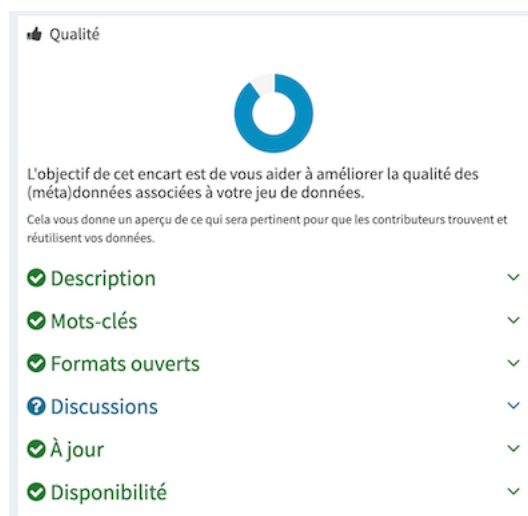 Qualité
L'objectif de cet encart est de vous aider à améliorer la qualité des
(méta)données associées à votre jeu de données.
Cela vous donne un aperçu de ce qui sera pertinent pour que les contributeurs trouvent et
réutilisent vos données.
Description
Mots-clés
Formats ouverts
Discussions
À jour
Disponibilité